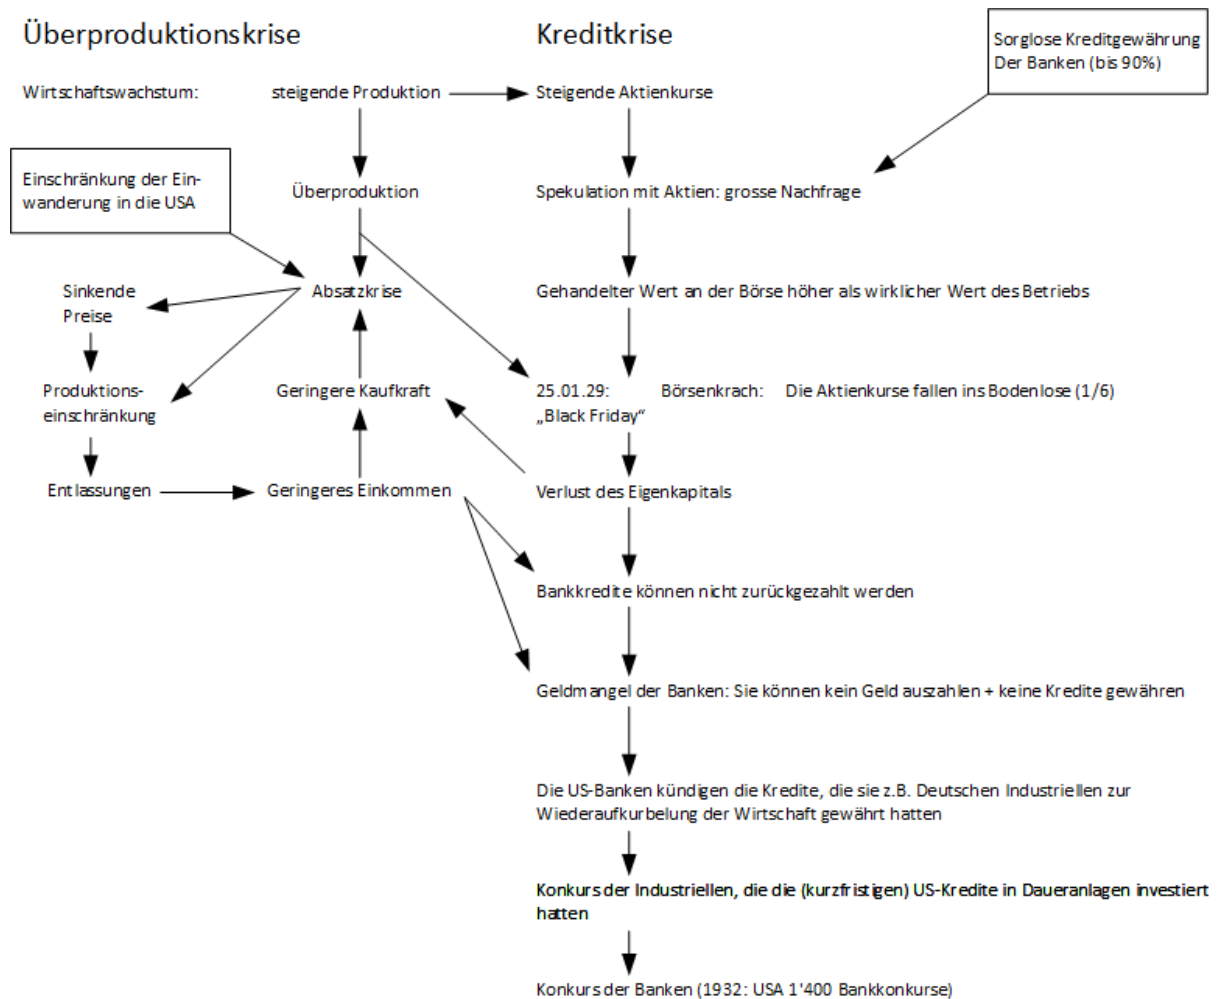 Überproduktionskrise
Kreditkrise
Sorglose Kreditgewährung
Der Banken (bis 90%)
Wirtschaftswachstum:
steigende Produktion
Steigende Aktienkurse
Einschränkung der Ein-
wanderung in die USA
Überproduktion
Spekulation mit Aktien: grosse Nachfrage
Sinkende
Preise
Absatzkrise
Gehandelter Wert an der Börse höher als wirklicher Wert des Betriebs
Produktions-
einschränkung
Geringere Kaufkraft
25.01.29:
„Black Friday“
Börsenkrach:
Die Aktienkurse fallen ins Bodenlose (1/6)
Entlassungen
Geringeres Einkommen
Verlust des Eigenkapitals
Bankkredite können nicht zurückgezahlt werden
Geldmangel der Banken: Sie können kein Geld auszahlen + keine Kredite gewähren
Die US-Banken kündigen die Kredite, die sie z.B. Deutschen Industriellen zur
Wiederaufkurbelung der Wirtschaft gewährt hatten
Konkurs der Industriellen, die die (kurzfristigen) US-Kredite in Daueranlagen investiert
hatten
Konkurs der Banken (1932: USA 1'400 Bankkonkurse)